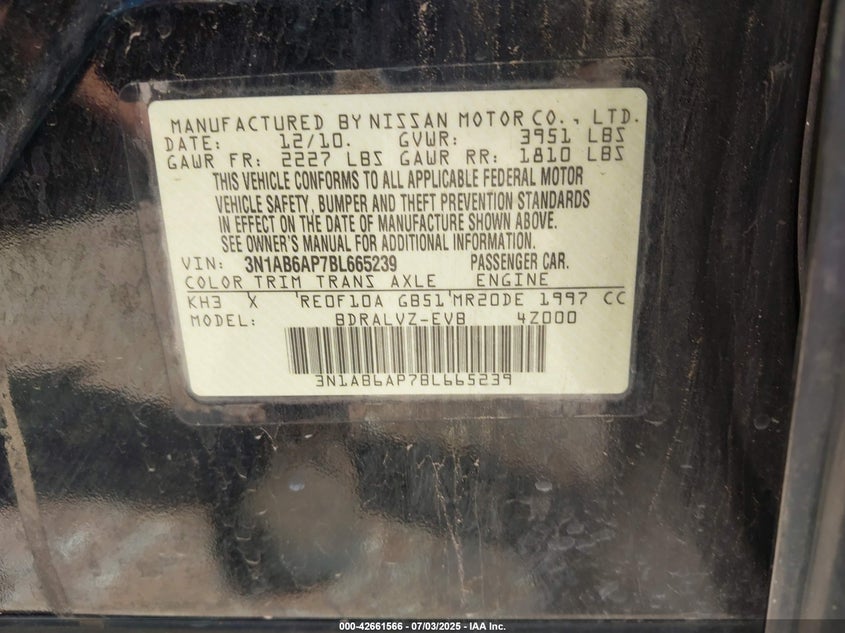 MANUFACTURED BY NISSAN MOTOR CO., LTD.
DATE: 12/10. GVWR: 3951 LBS
GAWR FR: 2227 LBS GAWR RR: 1810 LBS
THIS VEHICLE CONFORMS TO ALL APPLICABLE FEDERAL MOTOR
VEHICLE SAFETY, BUMPER AND THEFT PREVENTION STANDARDS
IN EFFECT ON THE DATE OF MANUFACTURE SHOWN ABOVE.
SEE OWNER'S MANUAL FOR ADDITIONAL INFORMATION.
VIN: 3N1AB6AP7BL665239 PASSENGER CAR.
COLOR TRIM TRANS AXLE ENGINE
KH3 X 'RE0F10A GB51'MR20DE 1997 CC
MODEL: BDRALVZ-EVB 4Z000
3N1AB6AP7BL665239
000-42661566 - 07/03/2025 - IAA Inc.